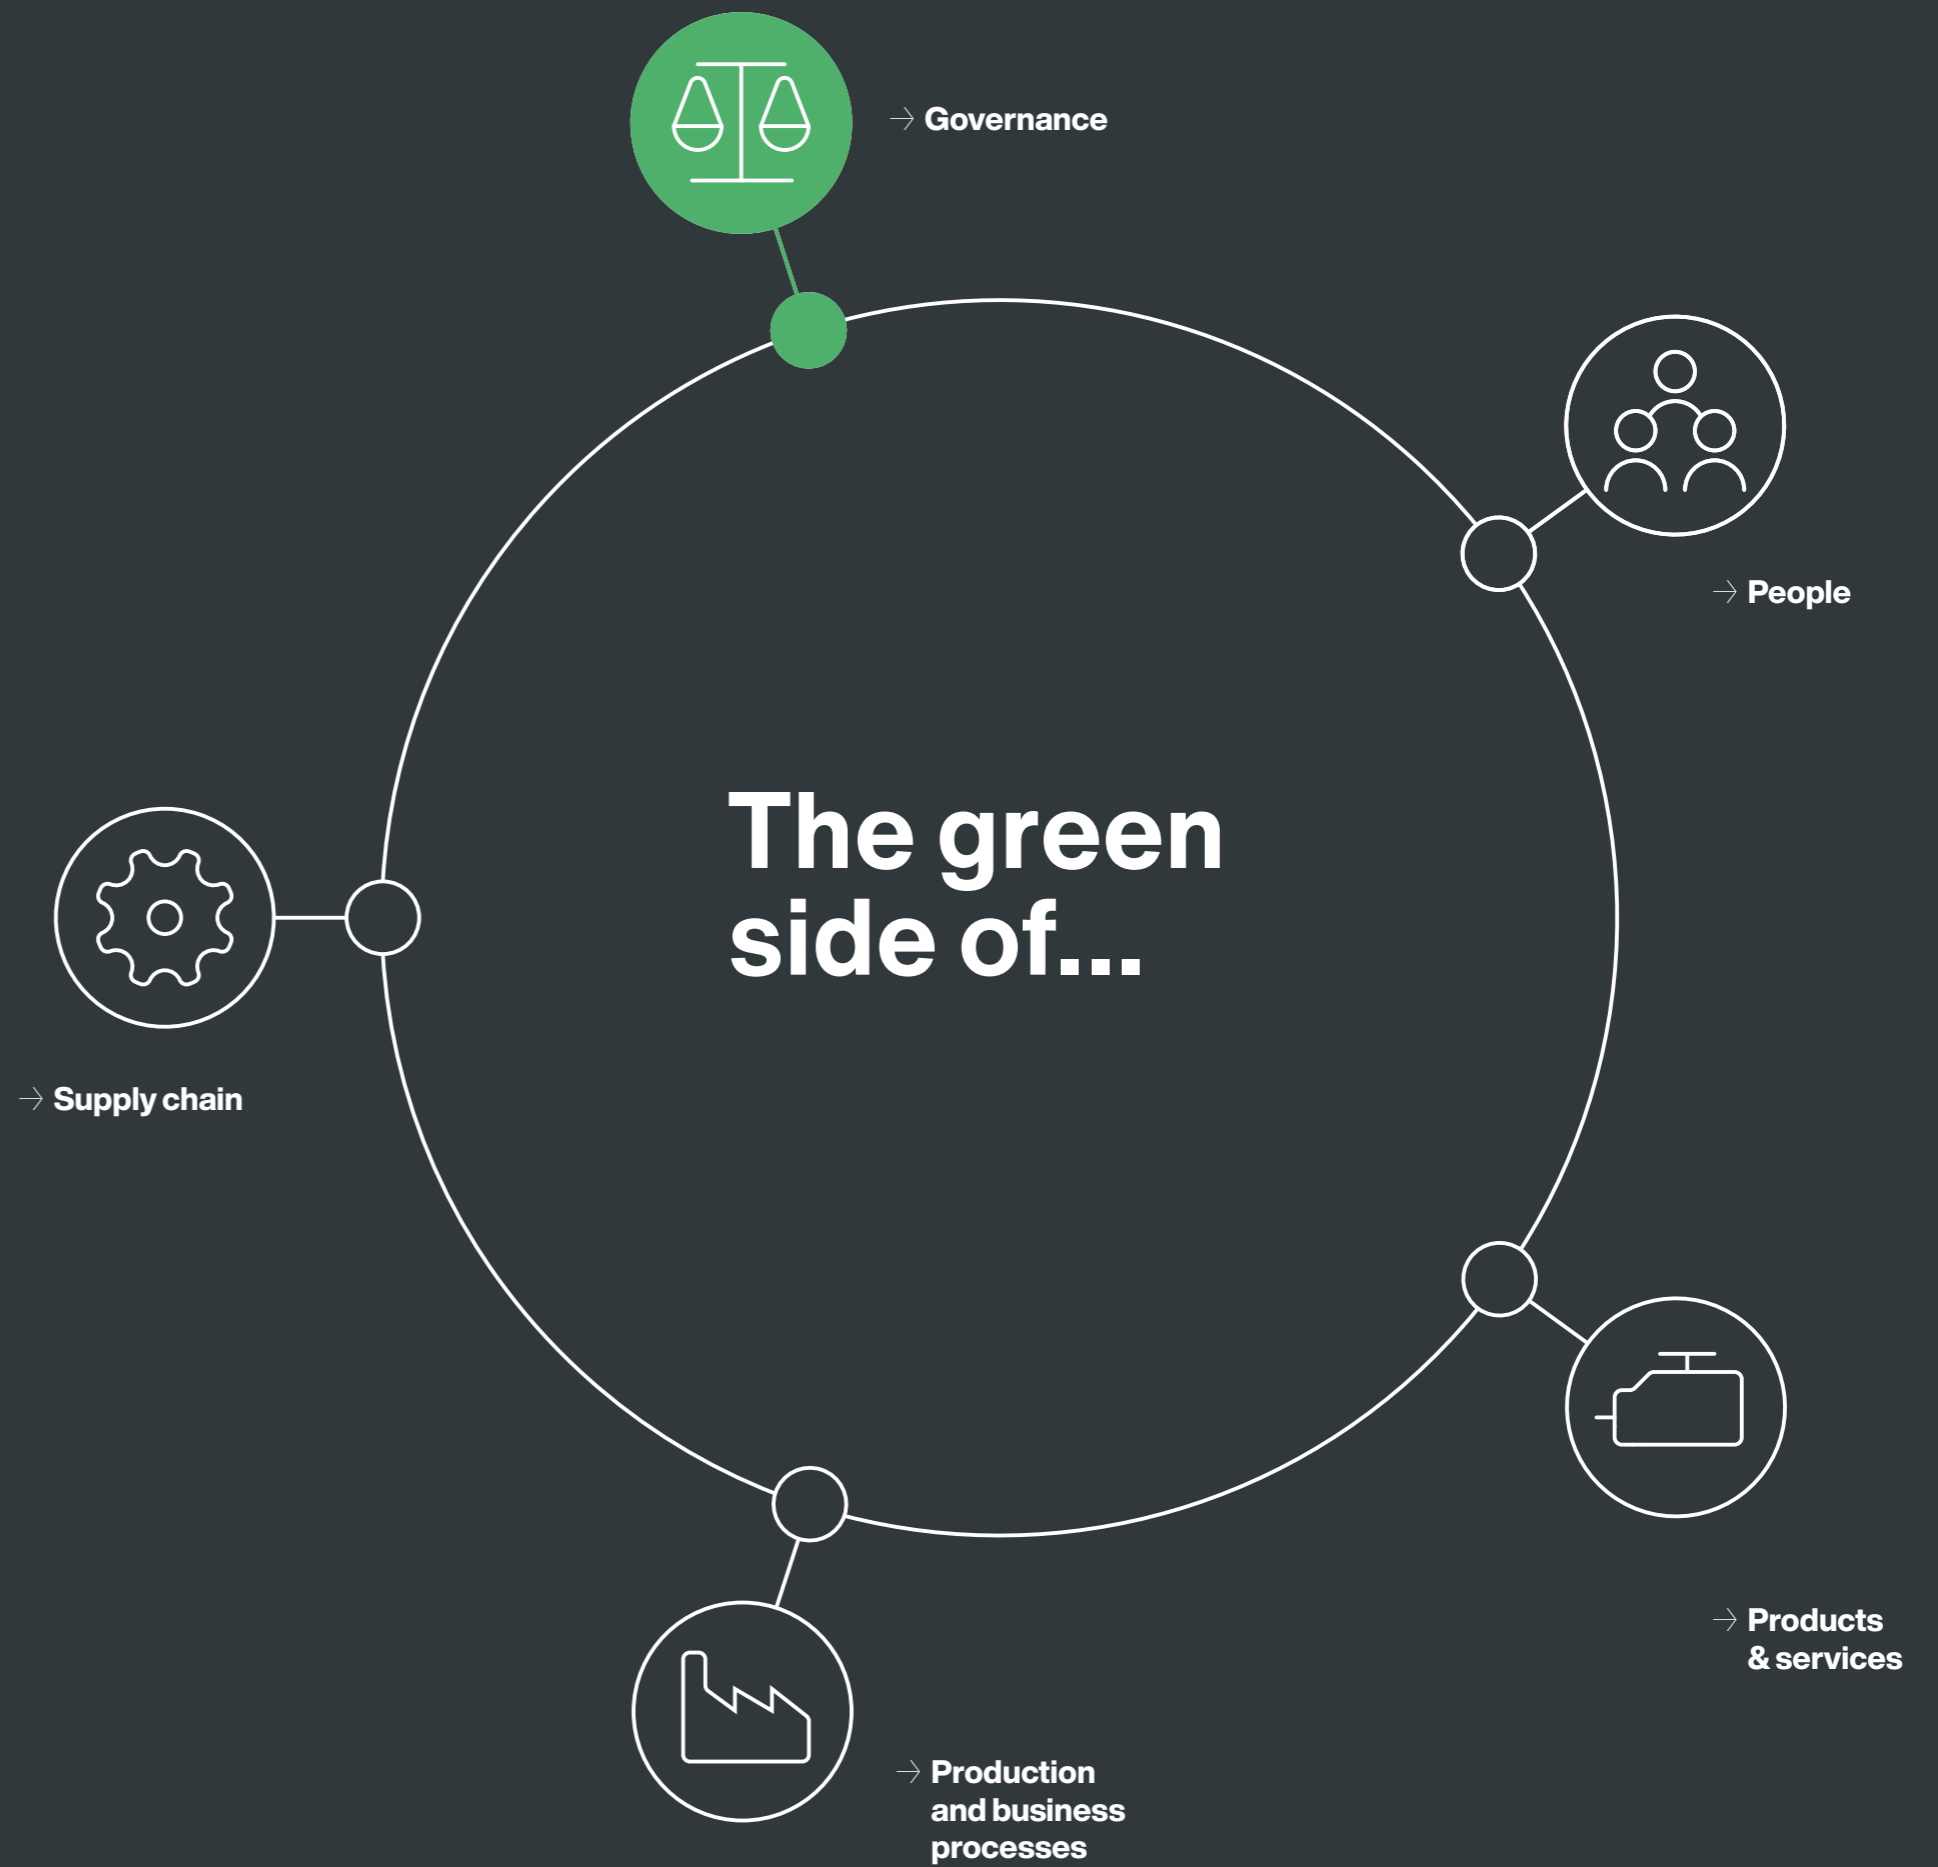 → Governance
→ People
The green
side of...
→ Supply chain
→ Products
& services
→ Production
and business
processes